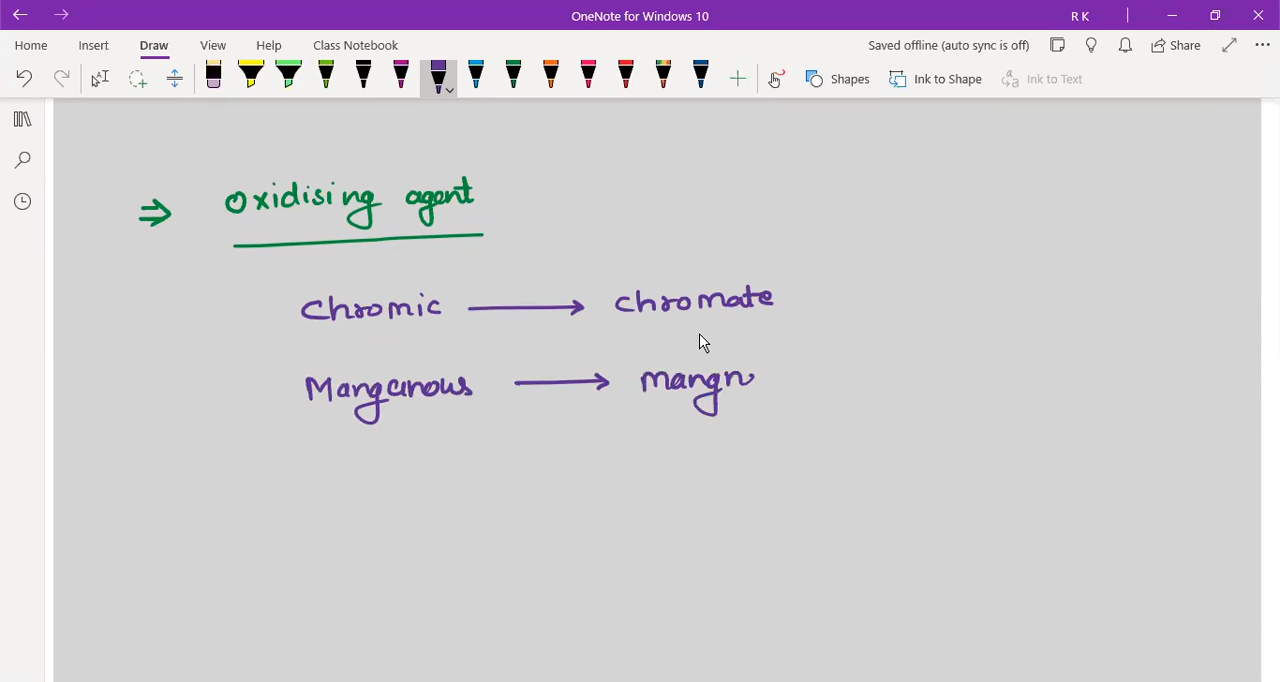 OneNote for Windows 10
R K
Home Insert Draw View Help Class Notebook
Saved offline (auto sync is off)
Share
Shapes
Ink to Shape
Ink to Text
⇒ Oxidising agent
Chromic → chromate
Manganous → mangn